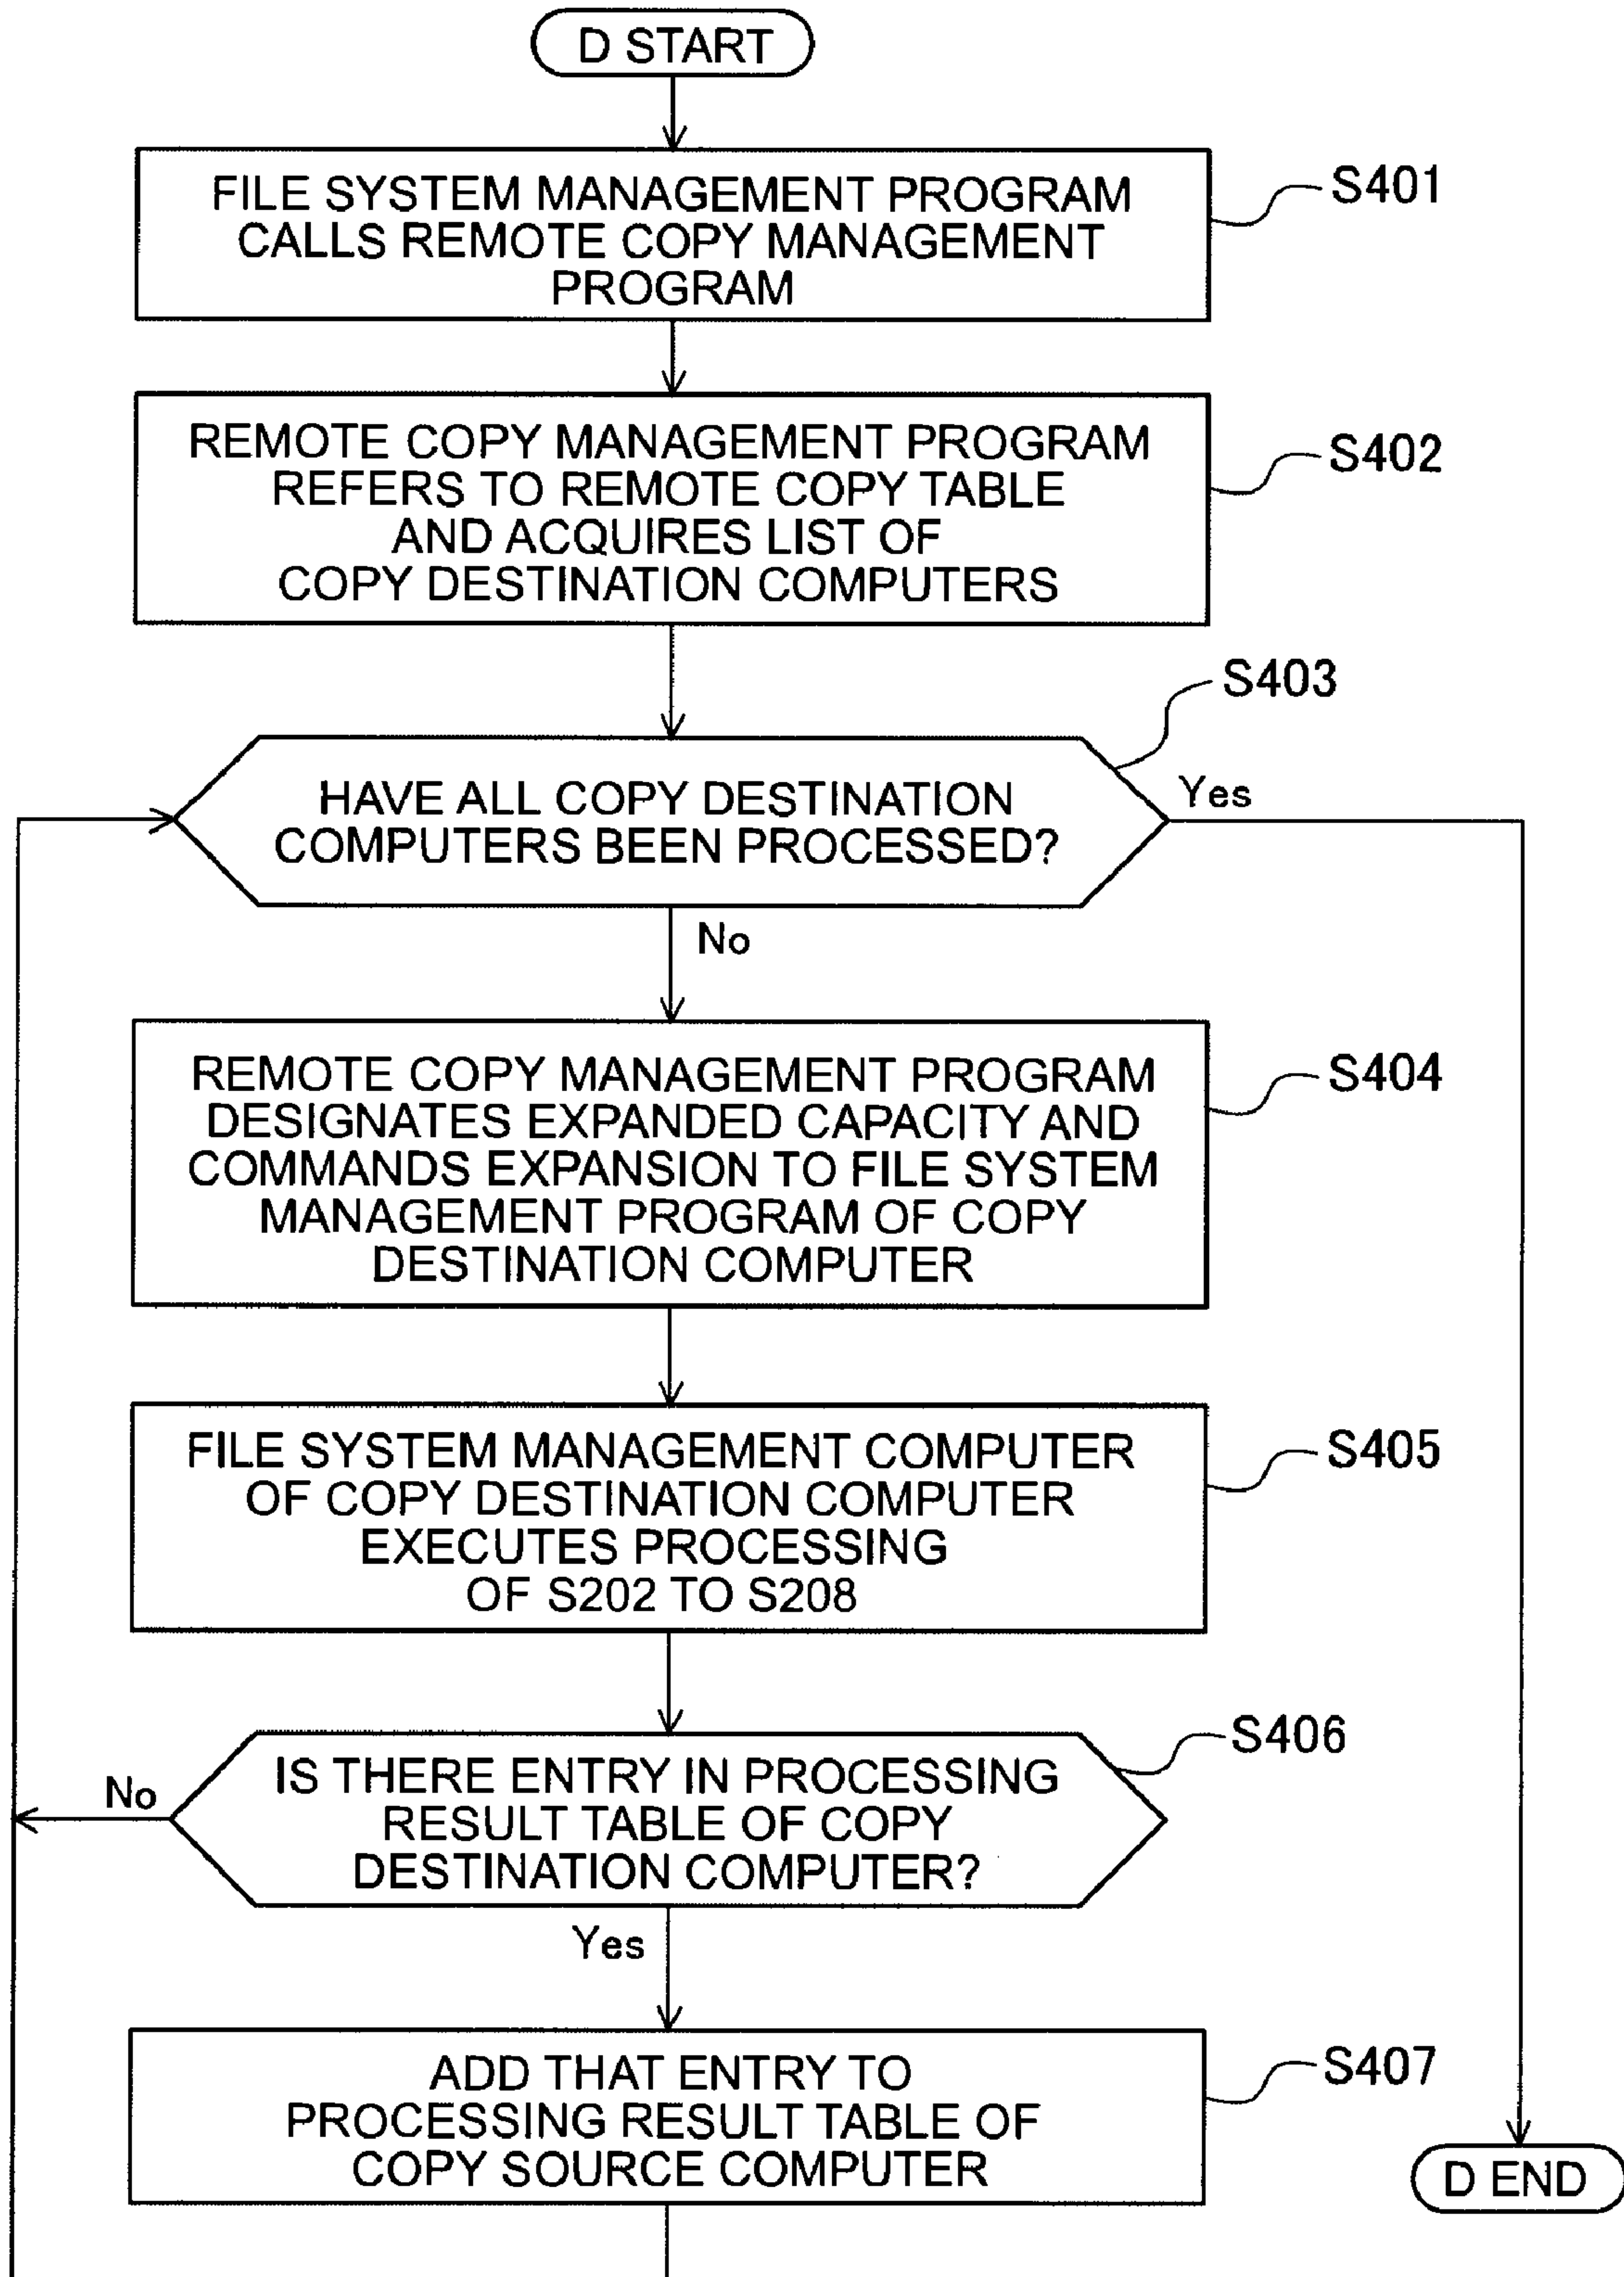 D START
FILE SYSTEM MANAGEMENT PROGRAM
CALLS REMOTE COPY MANAGEMENT
PROGRAM
S401
REMOTE COPY MANAGEMENT PROGRAM
REFERS TO REMOTE COPY TABLE
AND ACQUIRES LIST OF
COPY DESTINATION COMPUTERS
S402
S403
HAVE ALL COPY DESTINATION
COMPUTERS BEEN PROCESSED?
Yes
No
REMOTE COPY MANAGEMENT PROGRAM
DESIGNATES EXPANDED CAPACITY AND
COMMANDS EXPANSION TO FILE SYSTEM
MANAGEMENT PROGRAM OF COPY
DESTINATION COMPUTER
S404
FILE SYSTEM MANAGEMENT COMPUTER
OF COPY DESTINATION COMPUTER
EXECUTES PROCESSING
OF S202 TO S208
S405
S406
IS THERE ENTRY IN PROCESSING
RESULT TABLE OF COPY
DESTINATION COMPUTER?
No
Yes
ADD THAT ENTRY TO
PROCESSING RESULT TABLE OF
COPY SOURCE COMPUTER
S407
D END